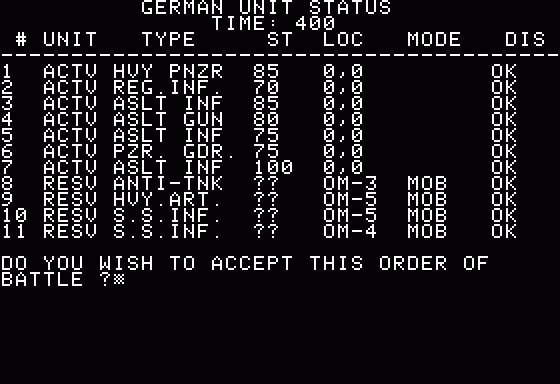 GERMAN UNIT STATUS
TIME: 400
# UNIT TYPE ST LOC MODE DIS
--------------------------------------
1 ACTV HVY PNZR 85 0,0 OK
2 ACTV REG.INF. 70 0,0 OK
3 ACTV ASLT INF 85 0,0 OK
4 ACTV ASLT GUN 80 0,0 OK
5 ACTV ASLT INF 75 0,0 OK
6 ACTV PZR. GDR. 75 0,0 OK
7 ACTV ASLT INF 100 0,0 OK
8 RESV ANTI-TNK ?? OM-3 MOB OK
9 RESV HVY.ART. ?? OM-5 MOB OK
10 RESV S.S.INF. ?? OM-5 MOB OK
11 RESV S.S.INF. ?? OM-4 MOB OK
DO YOU WISH TO ACCEPT THIS ORDER OF
BATTLE ?